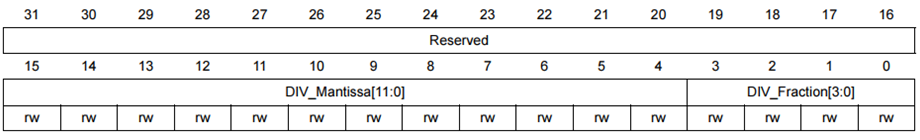 31 30 29 28 27 26 25 24 23 22 21 20 19 18 17 16
Reserved
15 14 13 12 11 10 9 8 7 6 5 4 3 2 1 0
DIV_Mantissa[11:0] DIV_Fraction[3:0]
rw rw rw rw rw rw rw rw rw rw rw rw rw rw rw rw